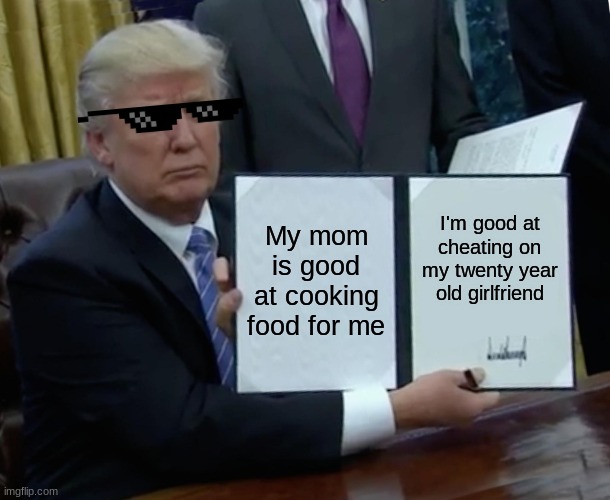 My mom
is good
at cooking
food for me
I'm good at
cheating on
my twenty year
old girlfriend
imgflip.com